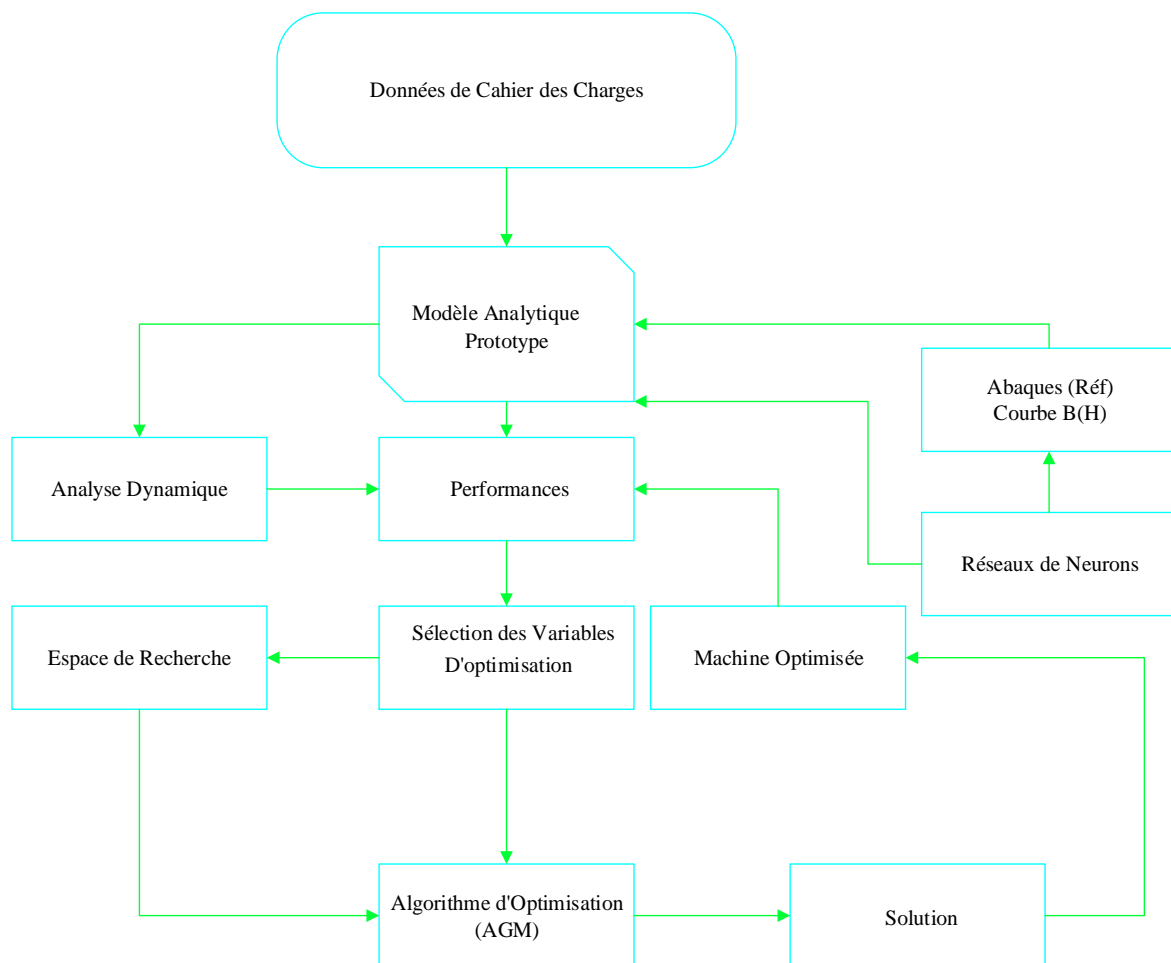 Données de Cahier des Charges
Modèle Analytique
Prototype
Abaques (Réf)
Courbe B(H)
Analyse Dynamique
Performances
Réseaux de Neurons
Espace de Recherche
Sélection des Variables
D'optimisation
Machine Optimisée
Algorithme d'Optimisation
(AGM)
Solution